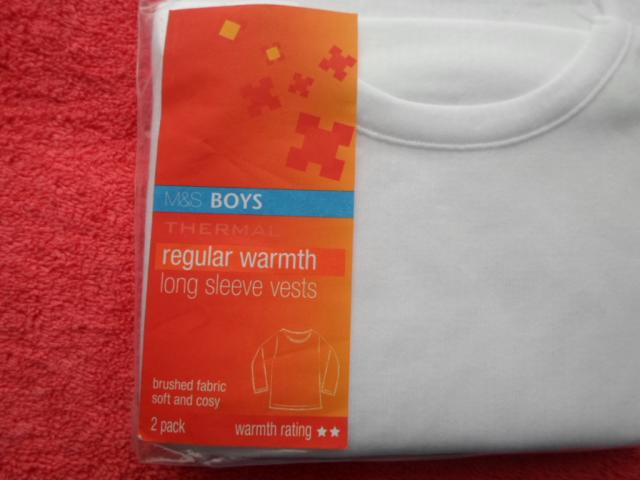 M&S BOYS
THERMAL
regular warmth
long sleeve vests
brushed fabric
soft and cosy
2 pack
warmth rating ★★